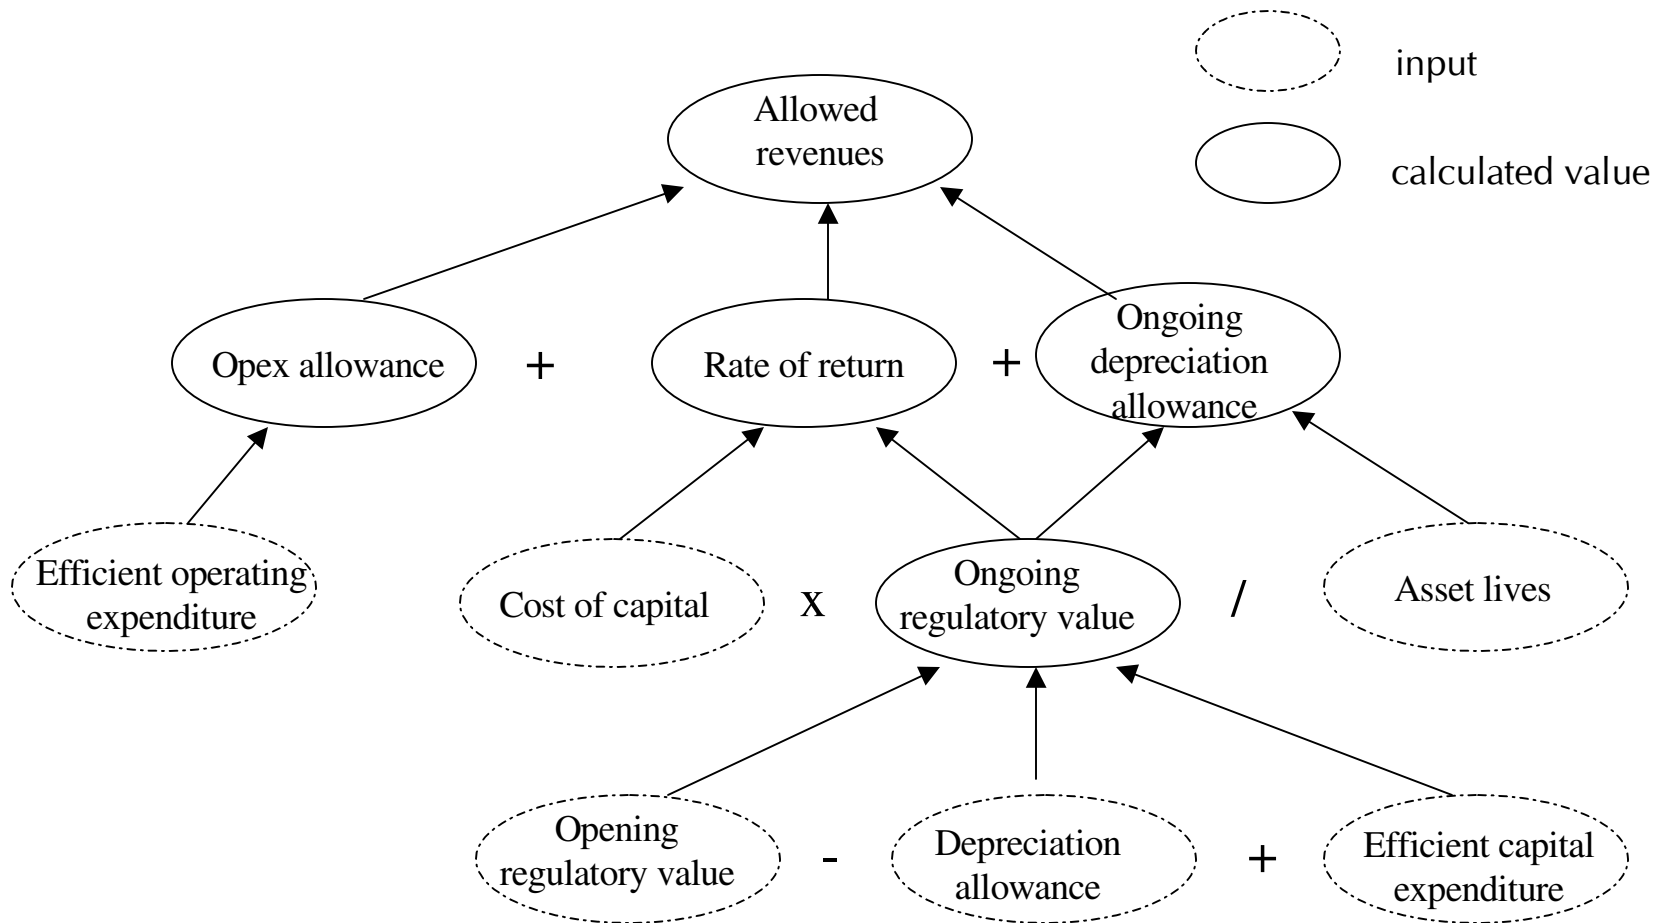 input
Allowed
revenues
calculated value
Opex allowance
+
Rate of return
+
Ongoing
depreciation
allowance
Efficient operating
expenditure
Cost of capital
x
Ongoing
regulatory value
/
Asset lives
Opening
regulatory value
-
Depreciation
allowance
+
Efficient capital
expenditure